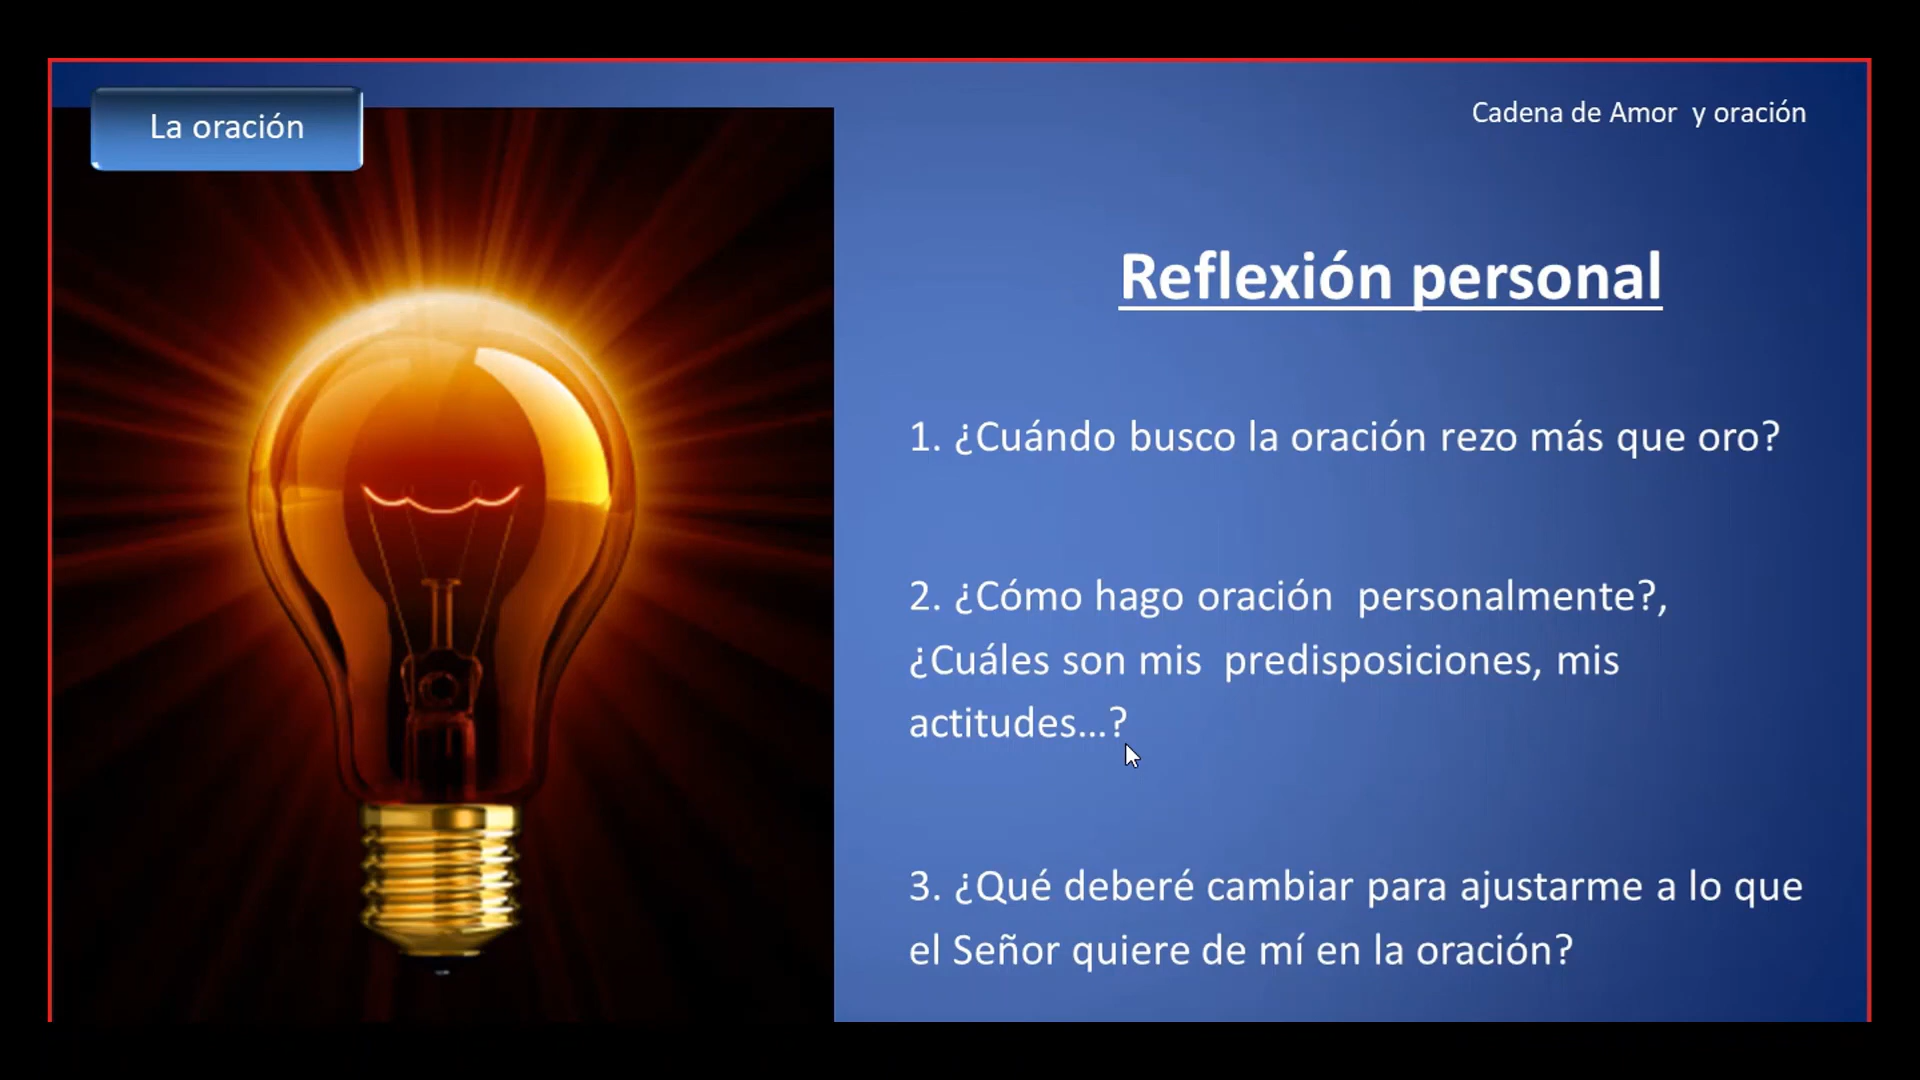 La oración
Cadena de Amor  y oración
Reflexión personal
1. ¿Cuándo busco la oración rezo más que oro?
2. ¿Cómo hago oración  personalmente?,
¿Cuáles son mis  predisposiciones, mis
actitudes...?
3. ¿Qué deberé cambiar para ajustarme a lo que
el Señor quiere de mí en la oración?